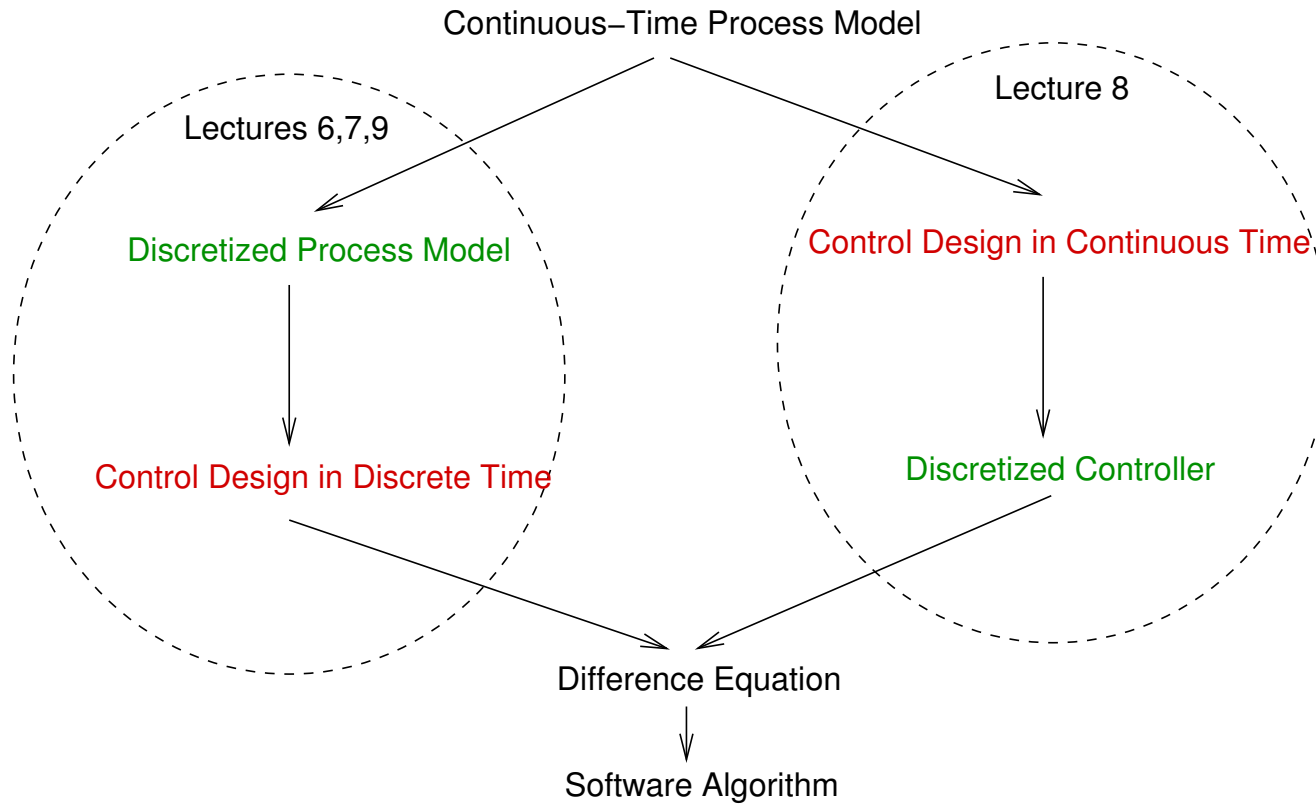 Continuous−Time Process Model
Lecture 8
Lectures 6,7,9
Discretized Process Model
Control Design in Continuous Time
Control Design in Discrete Time
Discretized Controller
Difference Equation
Software Algorithm